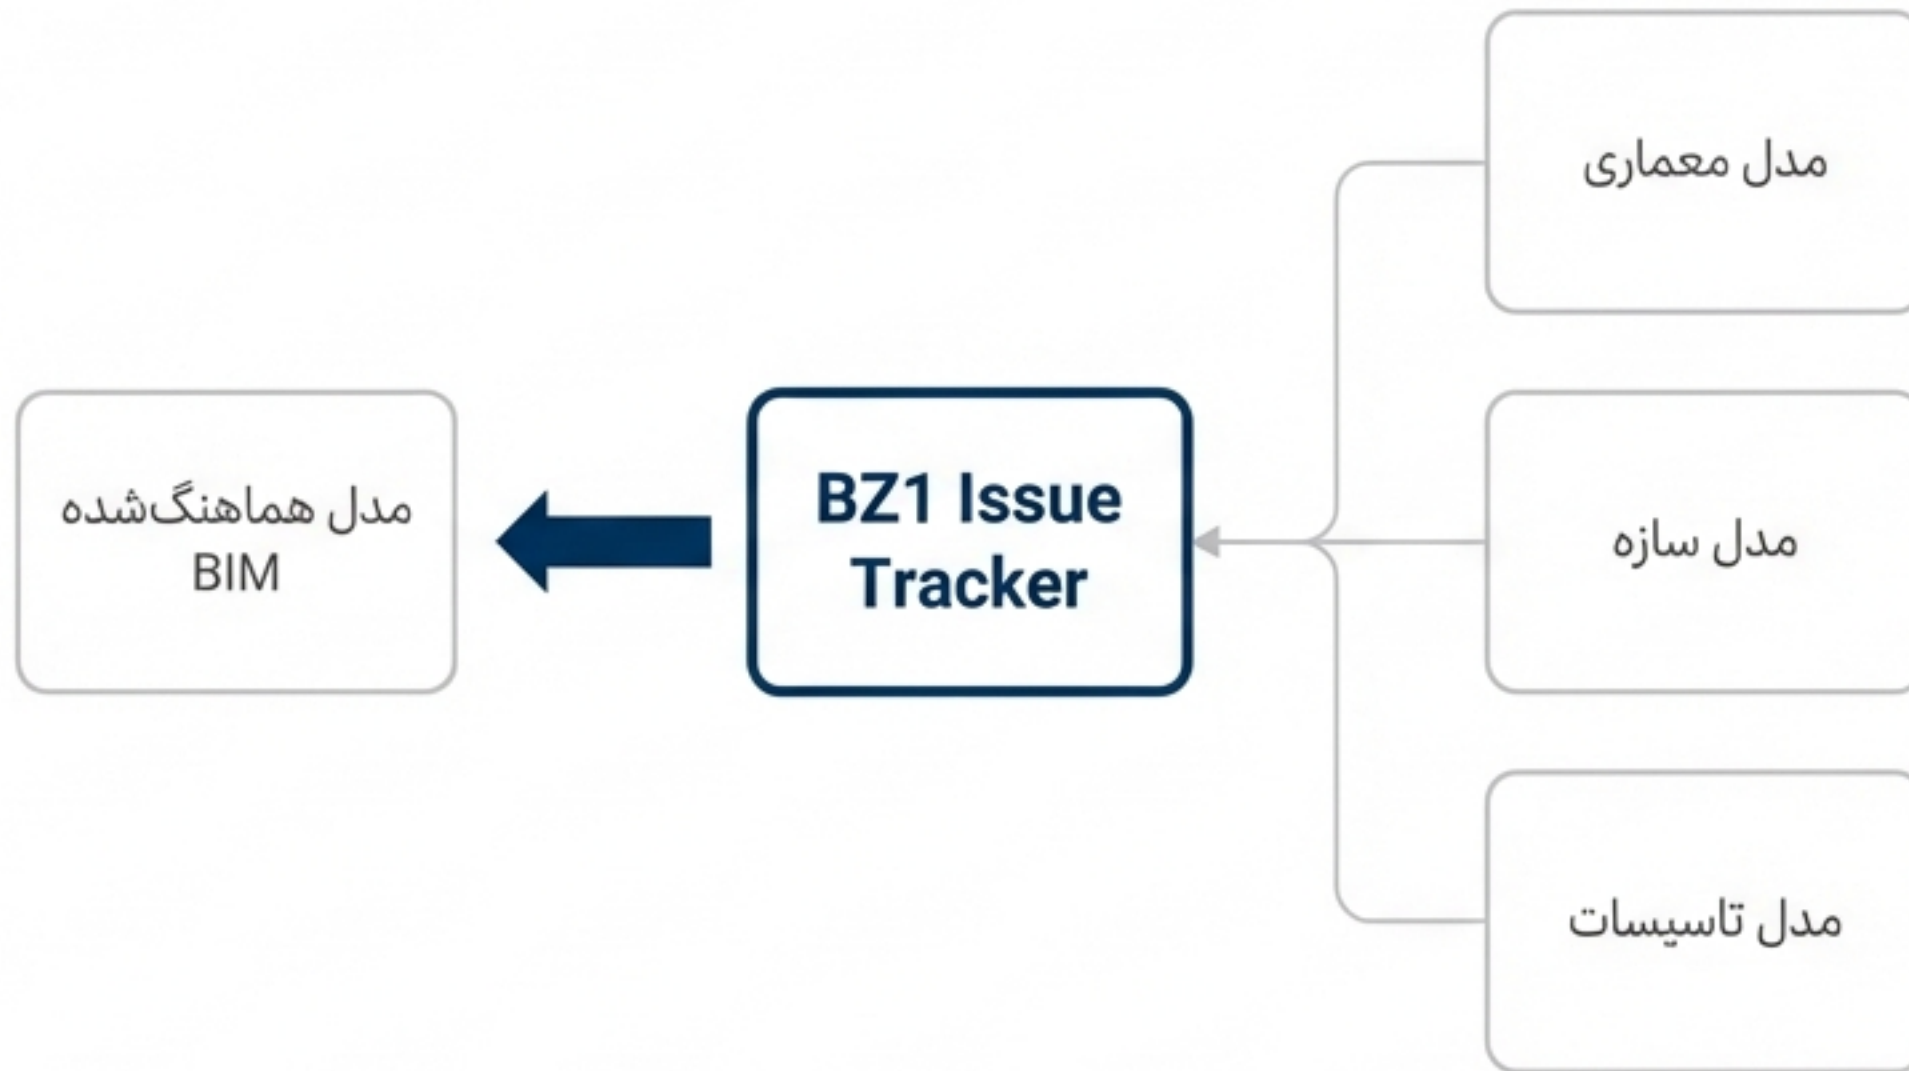 مدل معماری
مدل سازه
مدل تاسیسات
BZ1 Issue
Tracker
مدل هماهنگ‌شده
BIM